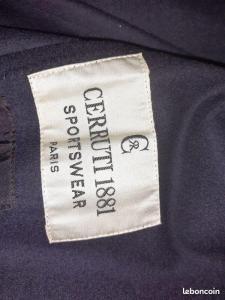 CERRUTI 1881
SPORTSWEAR
PARIS
leboncoin